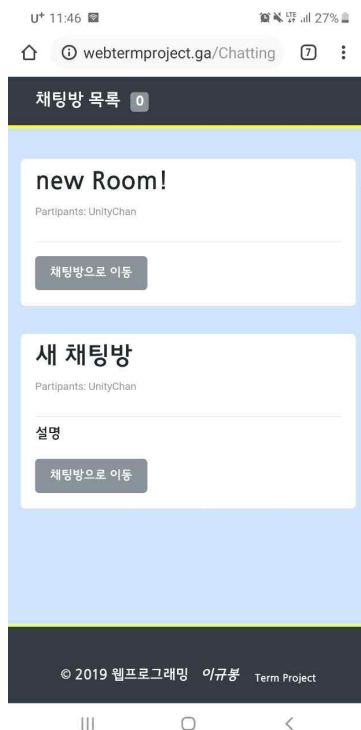 U⁺ 11:46 LTE 27%
webtermproject.ga/Chatting 7
채팅방 목록 0
new Room!
Partipants: UnityChan
채팅방으로 이동
새 채팅방
Partipants: UnityChan
설명
채팅방으로 이동
© 2019 웹프로그래밍 이규봉 Term Project